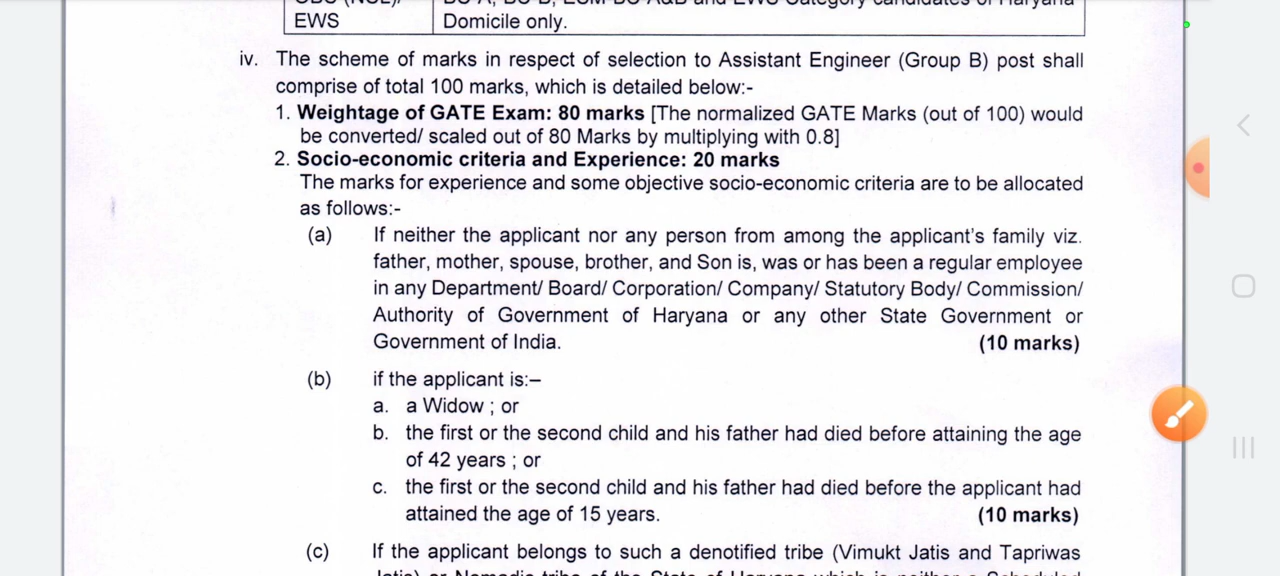 EWS
Domicile only.
iv. The scheme of marks in respect of selection to Assistant Engineer (Group B) post shall
comprise of total 100 marks, which is detailed below:-
1. Weightage of GATE Exam: 80 marks [The normalized GATE Marks (out of 100) would
be converted/ scaled out of 80 Marks by multiplying with 0.8]
2. Socio-economic criteria and Experience: 20 marks
The marks for experience and some objective socio-economic criteria are to be allocated
as follows:-
(a) If neither the applicant nor any person from among the applicant's family viz.
father, mother, spouse, brother, and Son is, was or has been a regular employee
in any Department/ Board/ Corporation/ Company/ Statutory Body/ Commission/
Authority of Government of Haryana or any other State Government or
Government of India. (10 marks)
(b) if the applicant is:–
a. a Widow ; or
b. the first or the second child and his father had died before attaining the age
of 42 years ; or
c. the first or the second child and his father had died before the applicant had
attained the age of 15 years. (10 marks)
(c) If the applicant belongs to such a denotified tribe (Vimukt Jatis and Tapriwas